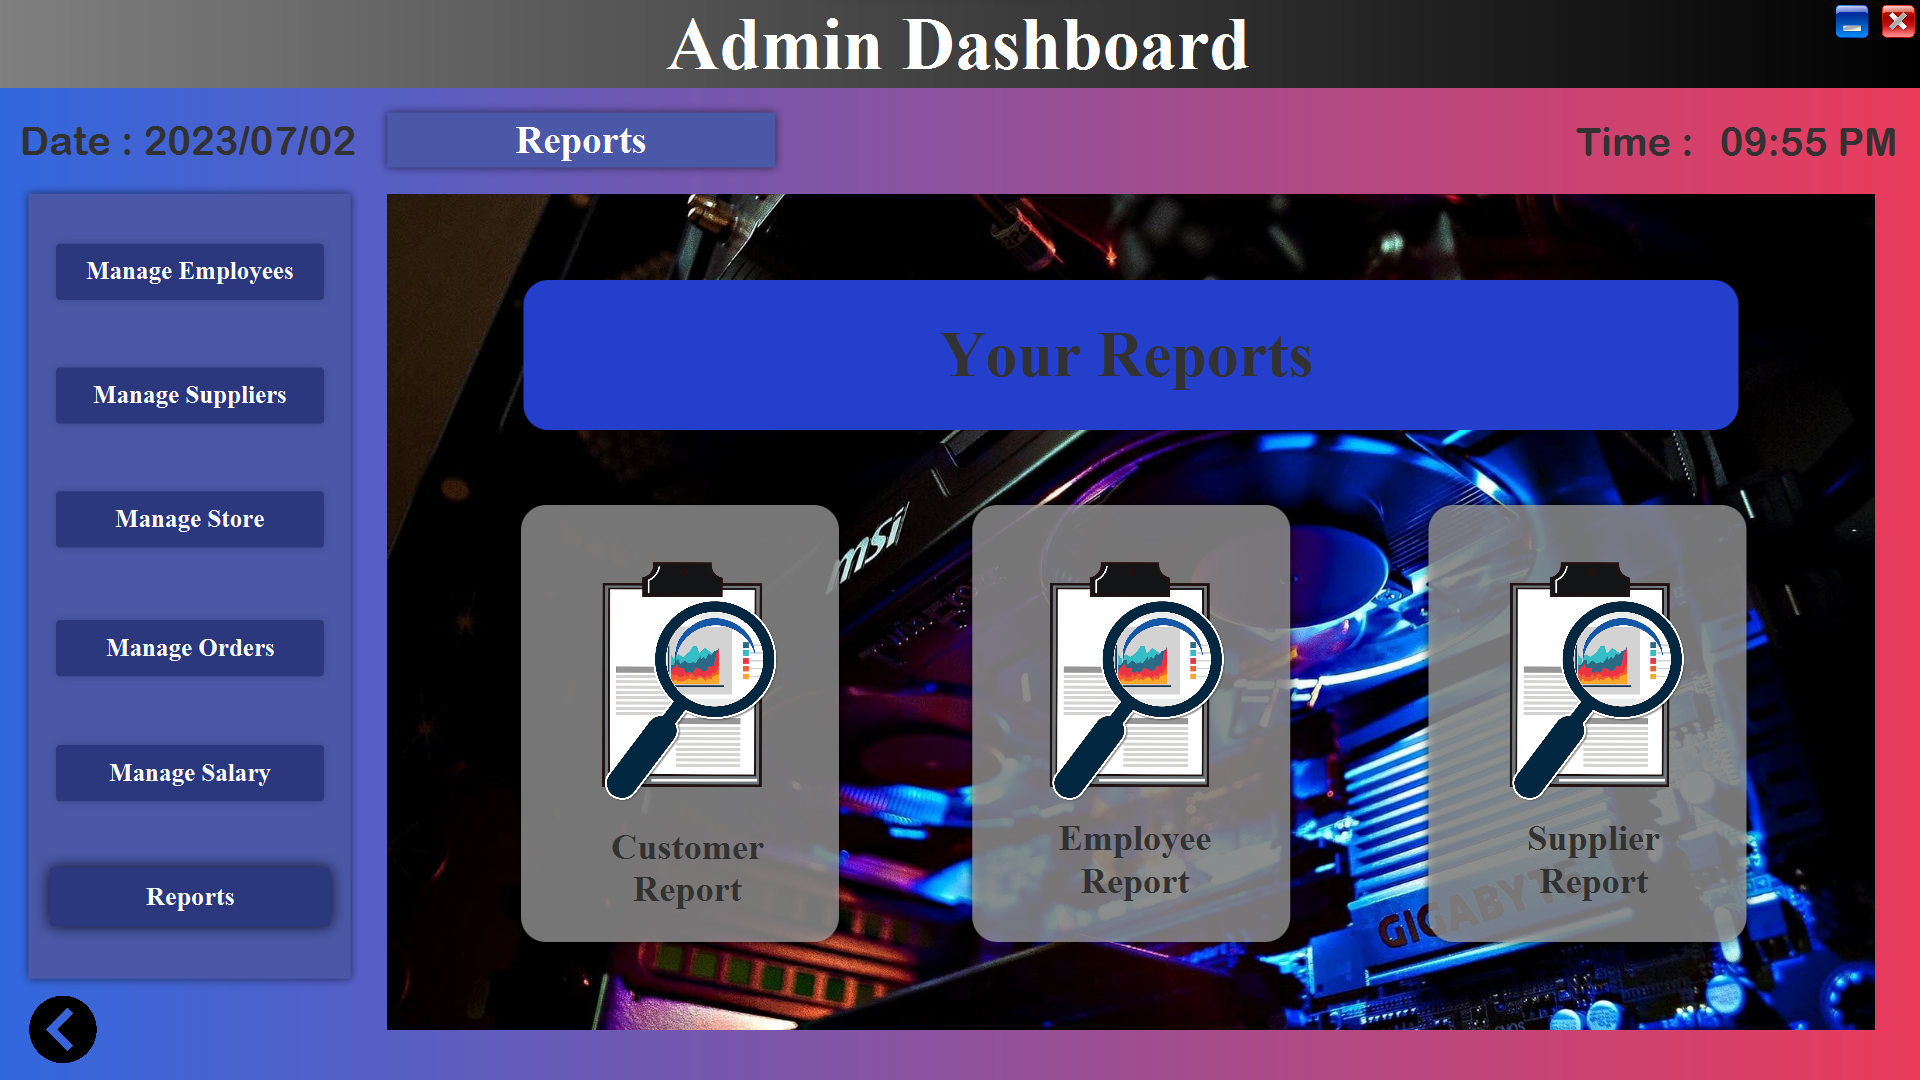 Admin Dashboard
Date : 2023/07/02
Reports
Time : 09:55 PM
Manage Employees
Manage Suppliers
Manage Store
Manage Orders
Manage Salary
Reports
Your Reports
msi
Customer
Report
Employee
Report
Supplier
Report
GIGABYTE